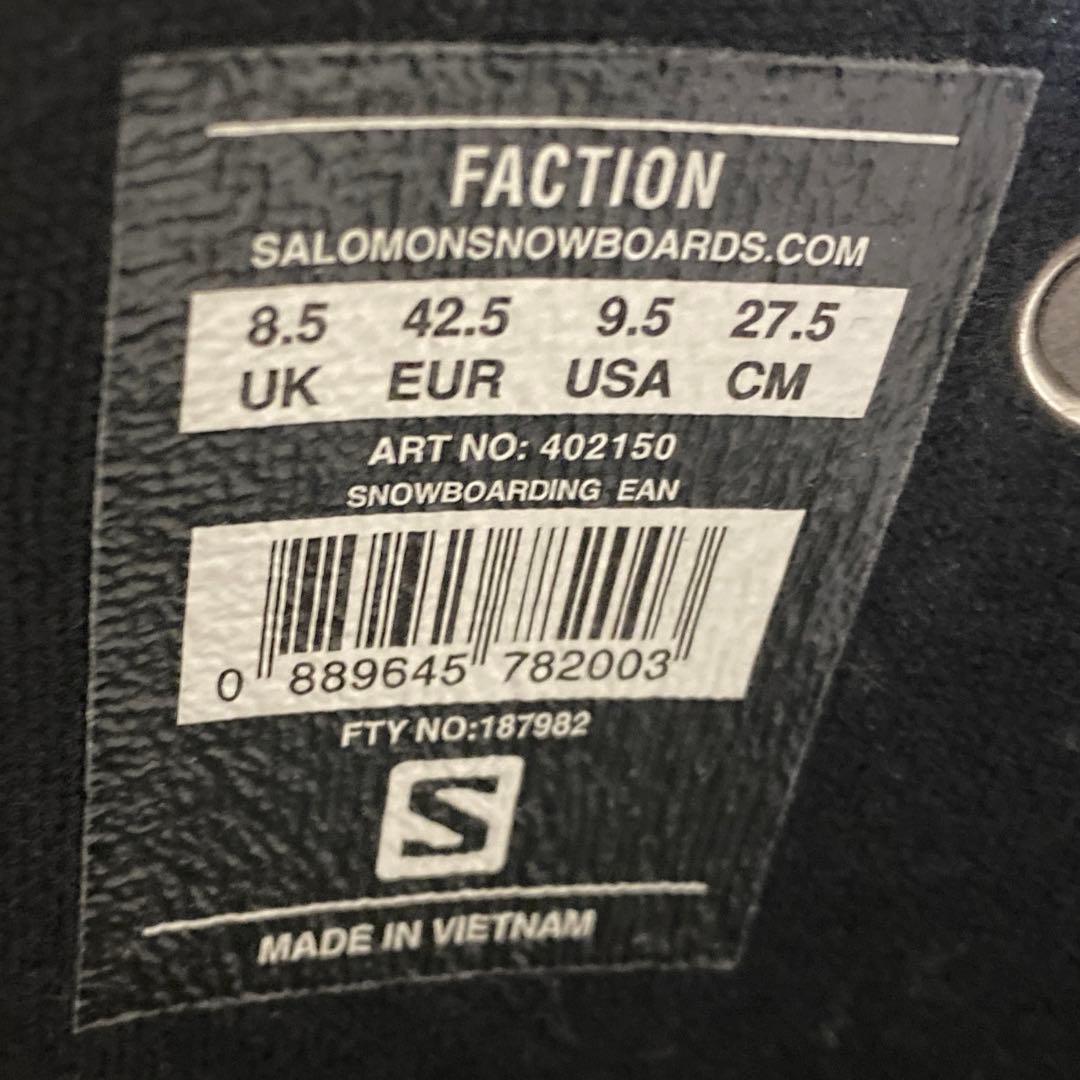 FACTION
SALOMONSNOWBOARDS.COM
8.5 42.5 9.5 27.5
UK EUR USA CM
ART NO: 402150
SNOWBOARDING EAN
0 889645 782003
FTY NO:187982
S
MADE IN VIETNAM